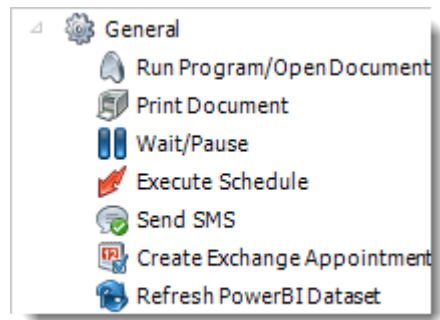 General
Run Program/Open Document
Print Document
Wait/Pause
Execute Schedule
Send SMS
Create Exchange Appointment
Refresh PowerBI Dataset